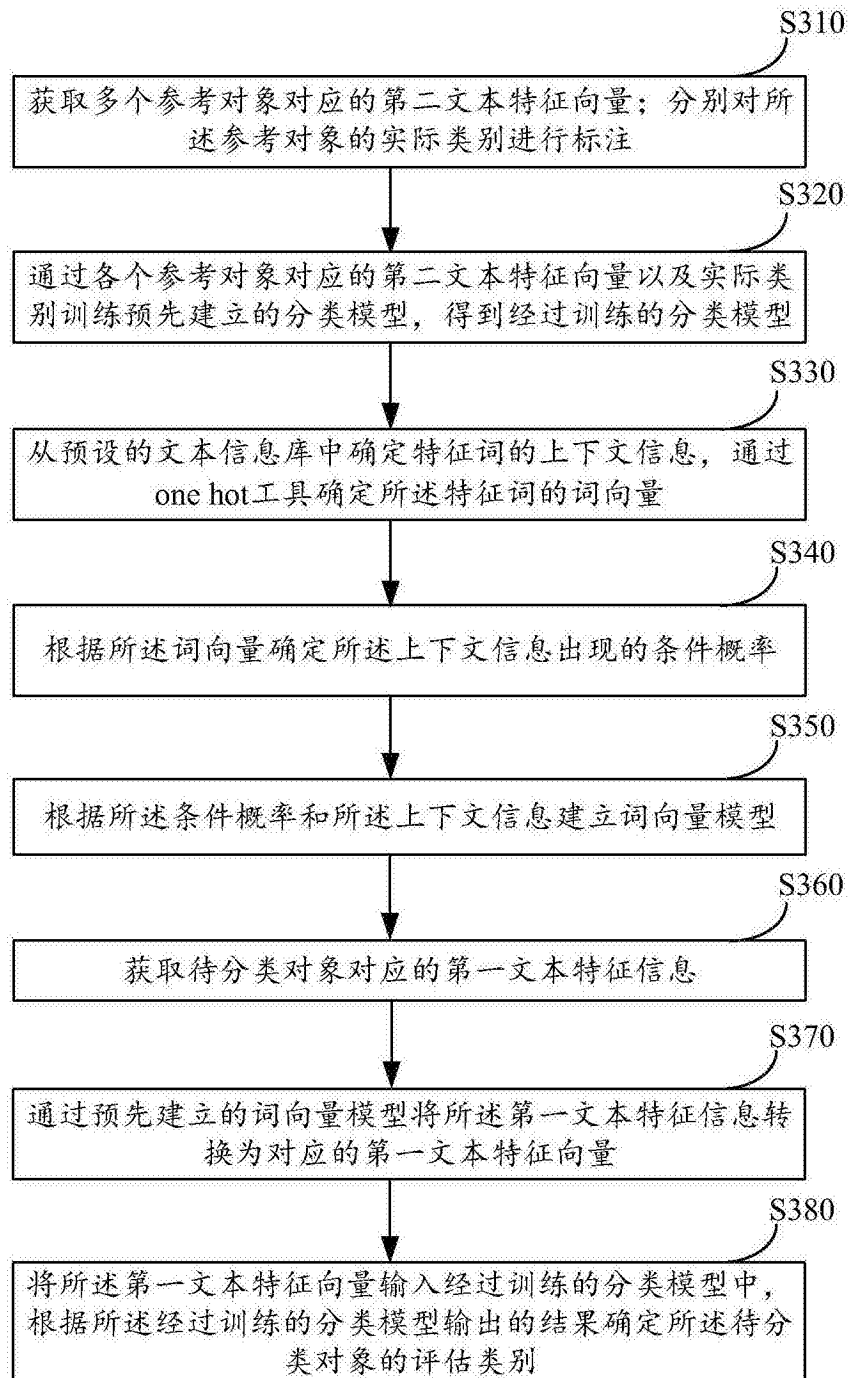 S310
获取多个参考对象对应的第二文本特征向量；分别对所
述参考对象的实际类别进行标注
S320
通过各个参考对象对应的第二文本特征向量以及实际类
别训练预先建立的分类模型，得到经过训练的分类模型
S330
从预设的文本信息库中确定特征词的上下文信息，通过
one hot工具确定所述特征词的词向量
S340
根据所述词向量确定所述上下文信息出现的条件概率
S350
根据所述条件概率和所述上下文信息建立词向量模型
S360
获取待分类对象对应的第一文本特征信息
S370
通过预先建立的词向量模型将所述第一文本特征信息转
换为对应的第一文本特征向量
S380
将所述第一文本特征向量输入经过训练的分类模型中，
根据所述经过训练的分类模型输出的结果确定所述待分
类对象的评估类别